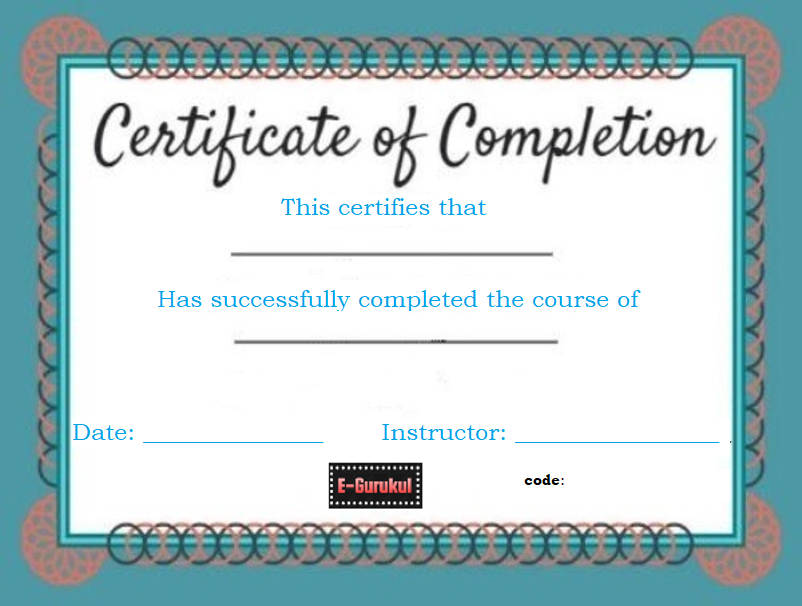 Certificate of Completion
This certifies that
Has successfully completed the course of
Date: _______________ Instructor: _________________ .
E-Gurukul
code: